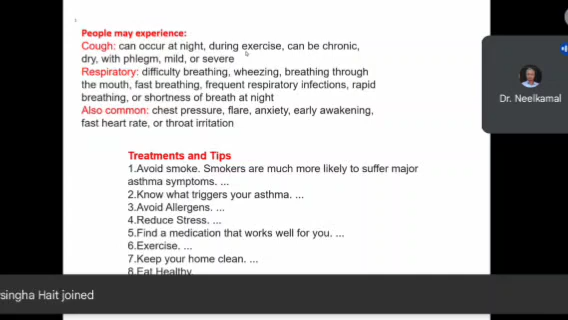 People may experience:
Cough: can occur at night, during exercise, can be chronic,
dry, with phlegm, mild, or severe
Respiratory: difficulty breathing, wheezing, breathing through
the mouth, fast breathing, frequent respiratory infections, rapid
breathing, or shortness of breath at night
Also common: chest pressure, flare, anxiety, early awakening,
fast heart rate, or throat irritation
Dr. Neelkamal
Treatments and Tips
1.Avoid smoke. Smokers are much more likely to suffer major
asthma symptoms. ...
2.Know what triggers your asthma. ...
3.Avoid Allergens. ...
4.Reduce Stress. ...
5.Find a medication that works well for you. ...
6.Exercise. ...
7.Keep your home clean. ...
8.Eat Healthy.
singha Hait joined